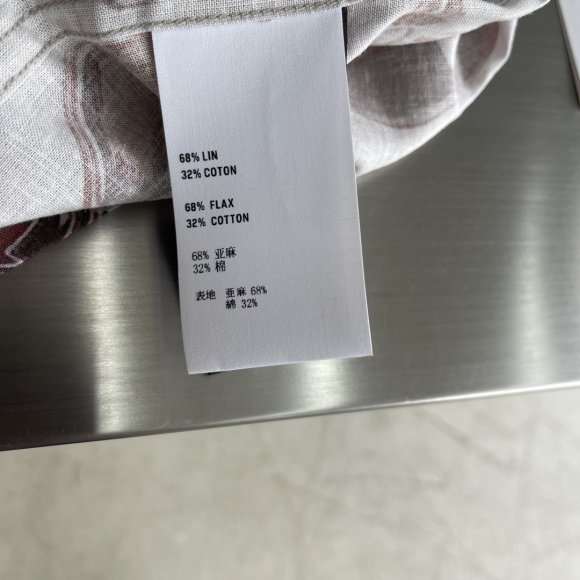 68% LIN
32% COTON
68% FLAX
32% COTTON
68% 亚麻
32% 棉
表地 亜麻 68%
綿 32%